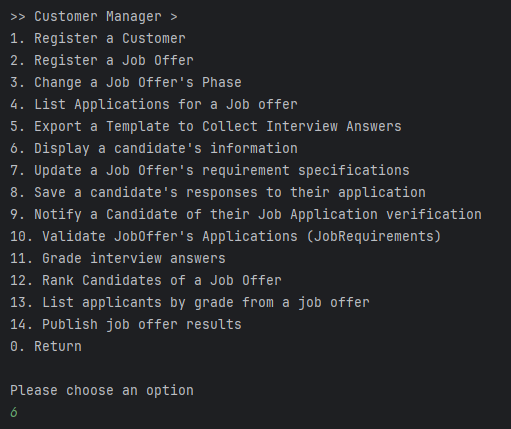 >> Customer Manager >
1. Register a Customer
2. Register a Job Offer
3. Change a Job Offer's Phase
4. List Applications for a Job offer
5. Export a Template to Collect Interview Answers
6. Display a candidate's information
7. Update a Job Offer's requirement specifications
8. Save a candidate's responses to their application
9. Notify a Candidate of their Job Application verification
10. Validate JobOffer's Applications (JobRequirements)
11. Grade interview answers
12. Rank Candidates of a Job Offer
13. List applicants by grade from a job offer
14. Publish job offer results
0. Return
Please choose an option
6